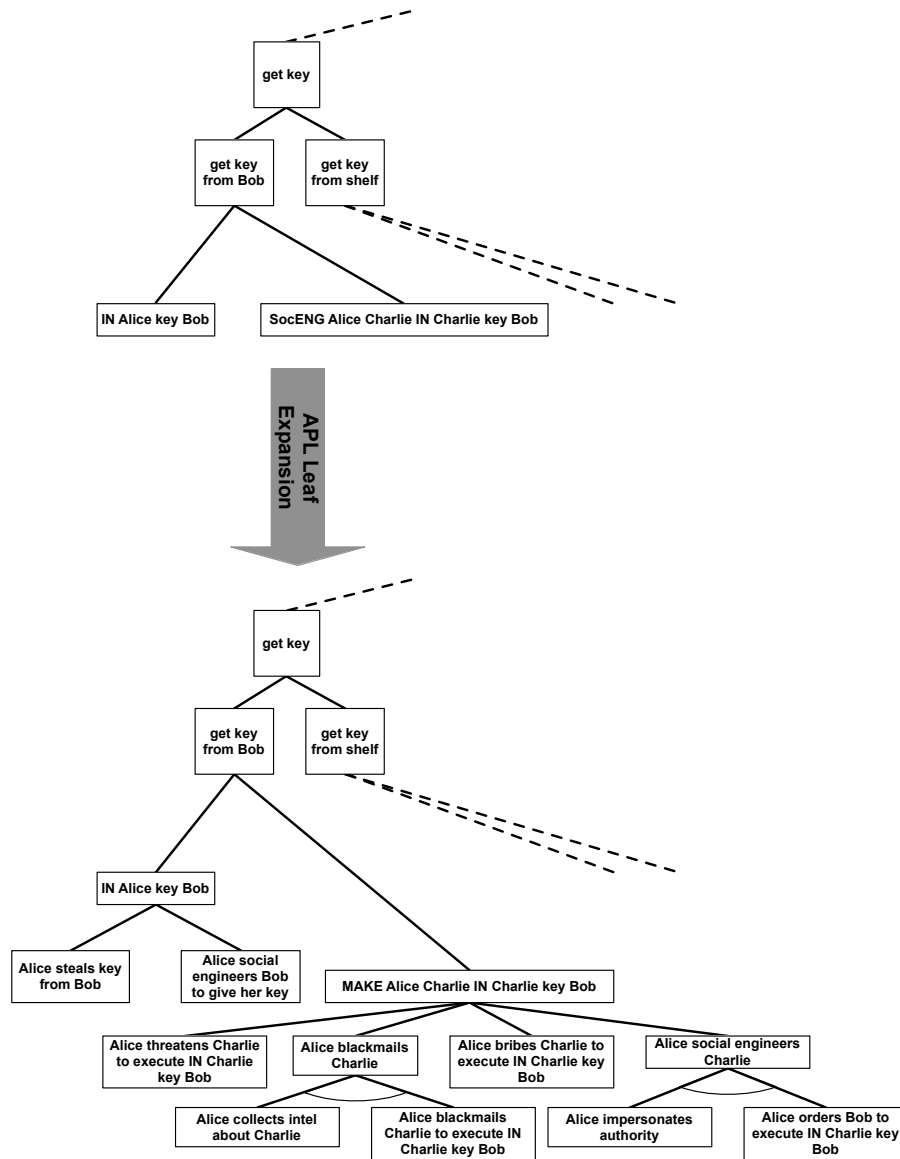 get key
get key
from Bob
get key
from shelf
IN Alice key Bob
SocENG Alice Charlie IN Charlie key Bob
APL Leaf
Expansion
get key
get key
from Bob
get key
from shelf
IN Alice key Bob
Alice steals key
from Bob
Alice social
engineers Bob
to give her key
MAKE Alice Charlie IN Charlie key Bob
Alice threatens Charlie
to execute IN Charlie
key Bob
Alice blackmails
Charlie
Alice bribes Charlie to
execute IN Charlie key
Bob
Alice social engineers
Charlie
Alice collects intel
about Charlie
Alice blackmails
Charlie to execute IN
Charlie key Bob
Alice impersonates
authority
Alice orders Bob to
execute IN Charlie key
Bob